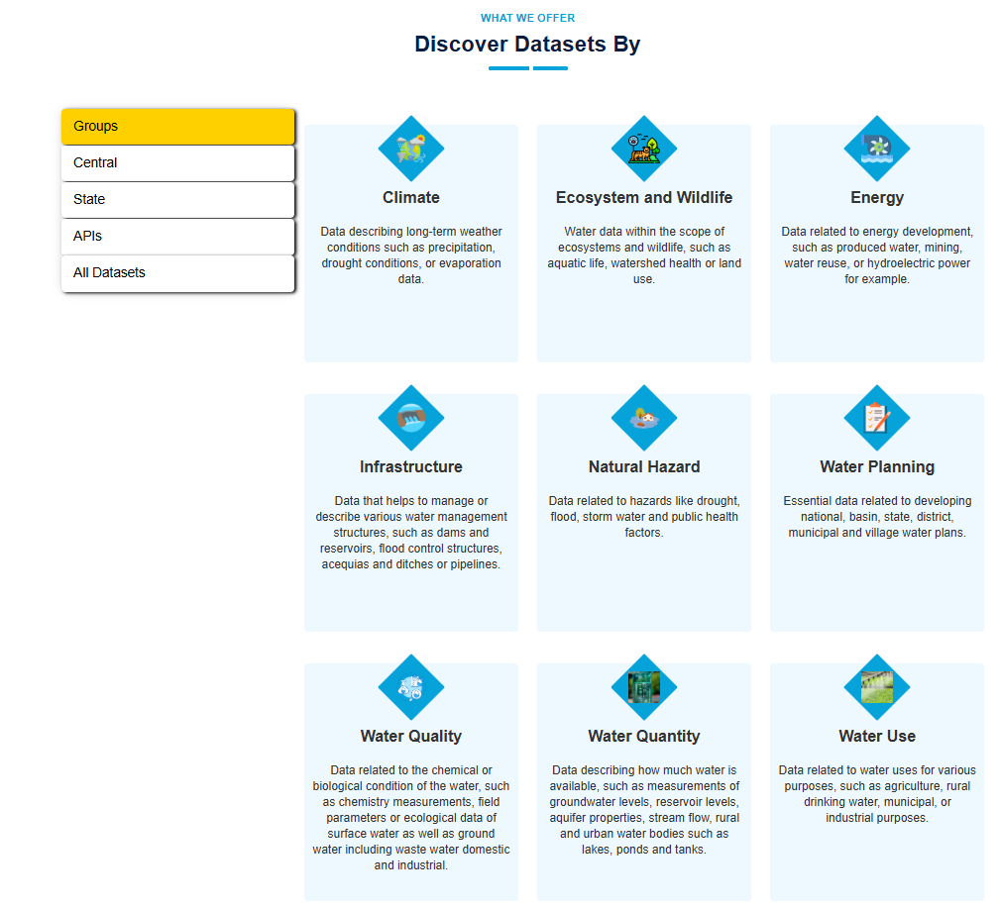 WHAT WE OFFER
Discover Datasets By
Groups
Central
State
APIs
All Datasets
Climate
Data describing long-term weather
conditions such as precipitation,
drought conditions, or evaporation
data.
Ecosystem and Wildlife
Water data within the scope of
ecosystems and wildlife, such as
aquatic life, watershed health or land
use.
Energy
Data related to energy development,
such as produced water, mining,
water reuse, or hydroelectric power
for example.
Infrastructure
Data that helps to manage or
describe various water management
structures, such as dams and
reservoirs, flood control structures,
acequias and ditches or pipelines.
Natural Hazard
Data related to hazards like drought,
flood, storm water and public health
factors.
Water Planning
Essential data related to developing
national, basin, state, district,
municipal and village water plans.
Water Quality
Data related to the chemical or
biological condition of the water, such
as chemistry measurements, field
parameters or ecological data of
surface water as well as ground
water including waste water domestic
and industrial.
Water Quantity
Data describing how much water is
available, such as measurements of
groundwater levels, reservoir levels,
aquifer properties, stream flow, rural
and urban water bodies such as
lakes, ponds and tanks.
Water Use
Data related to water uses for various
purposes, such as agriculture, rural
drinking water, municipal, or
industrial purposes.